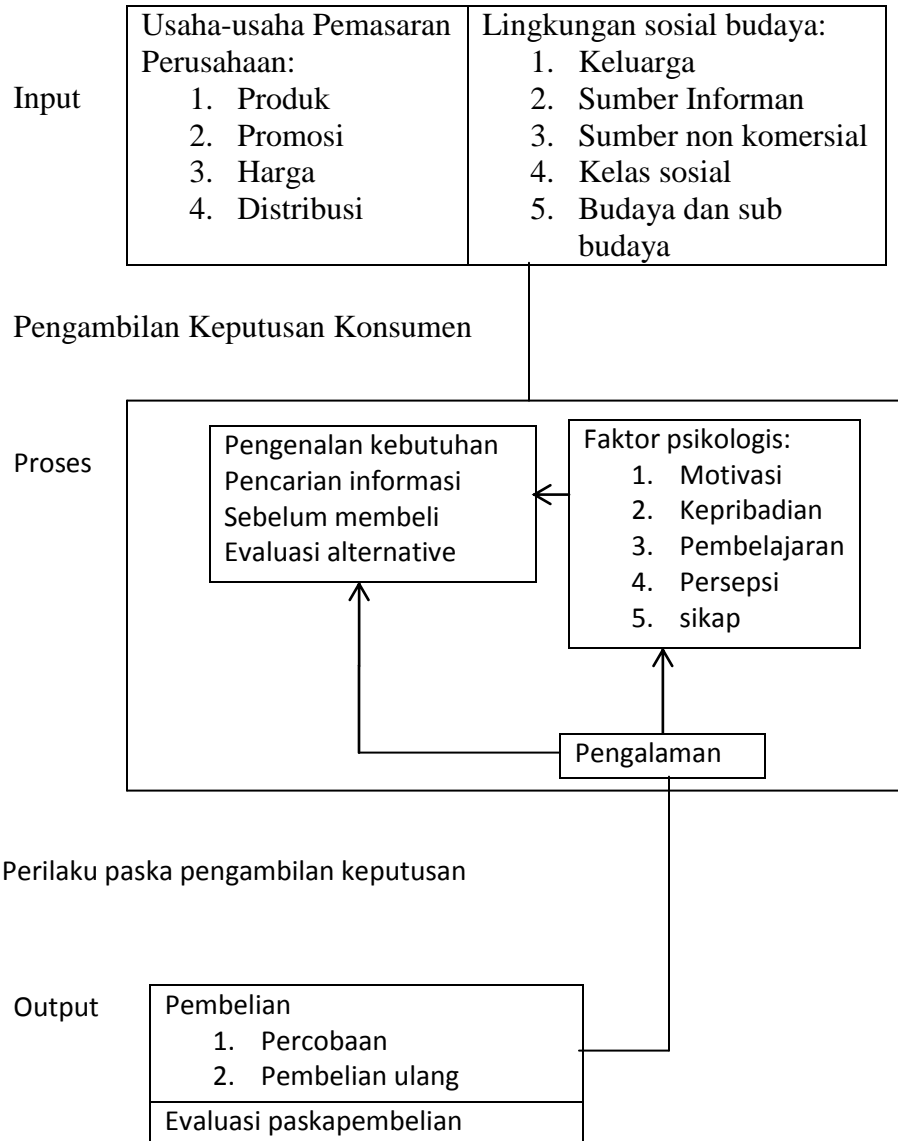 Input
Usaha-usaha Pemasaran
Perusahaan:
1. Produk
2. Promosi
3. Harga
4. Distribusi
Lingkungan sosial budaya:
1. Keluarga
2. Sumber Informan
3. Sumber non komersial
4. Kelas sosial
5. Budaya dan sub
budaya
Pengambilan Keputusan Konsumen
Proses
Pengenalan kebutuhan
Pencarian informasi
Sebelum membeli
Evaluasi alternative
Faktor psikologis:
1. Motivasi
2. Kepribadian
3. Pembelajaran
4. Persepsi
5. sikap
Pengalaman
Perilaku paska pengambilan keputusan
Output
Pembelian
1. Percobaan
2. Pembelian ulang
Evaluasi paskapembelian